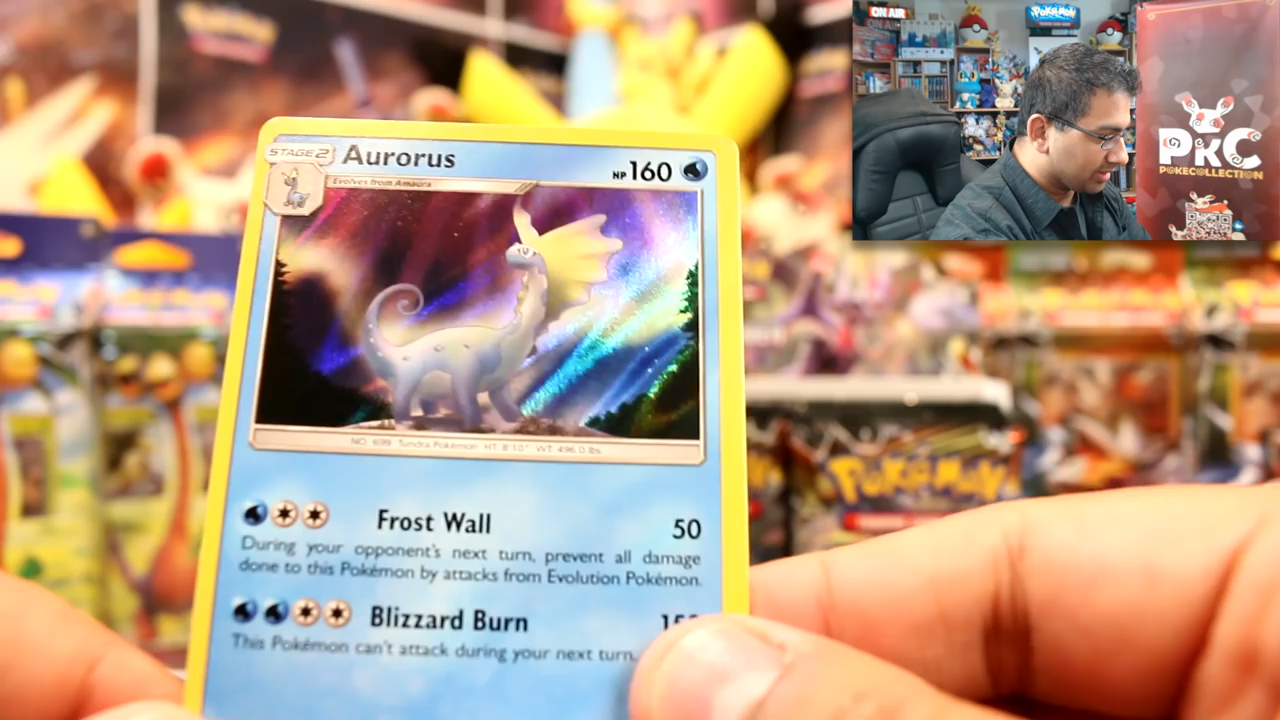 ON AIR
POKéMON
PKC
POKECOLLECTION
STAGE 2
Aurorus
HP 160
Evolves from Amaura
NO. 699 Tundra Pokémon HT: 8'10" WT: 496.0 lbs.
Frost Wall 50
During your opponent's next turn, prevent all damage
done to this Pokémon by attacks from Evolution Pokémon.
Blizzard Burn
This Pokémon can't attack during your next turn.
POKéMON